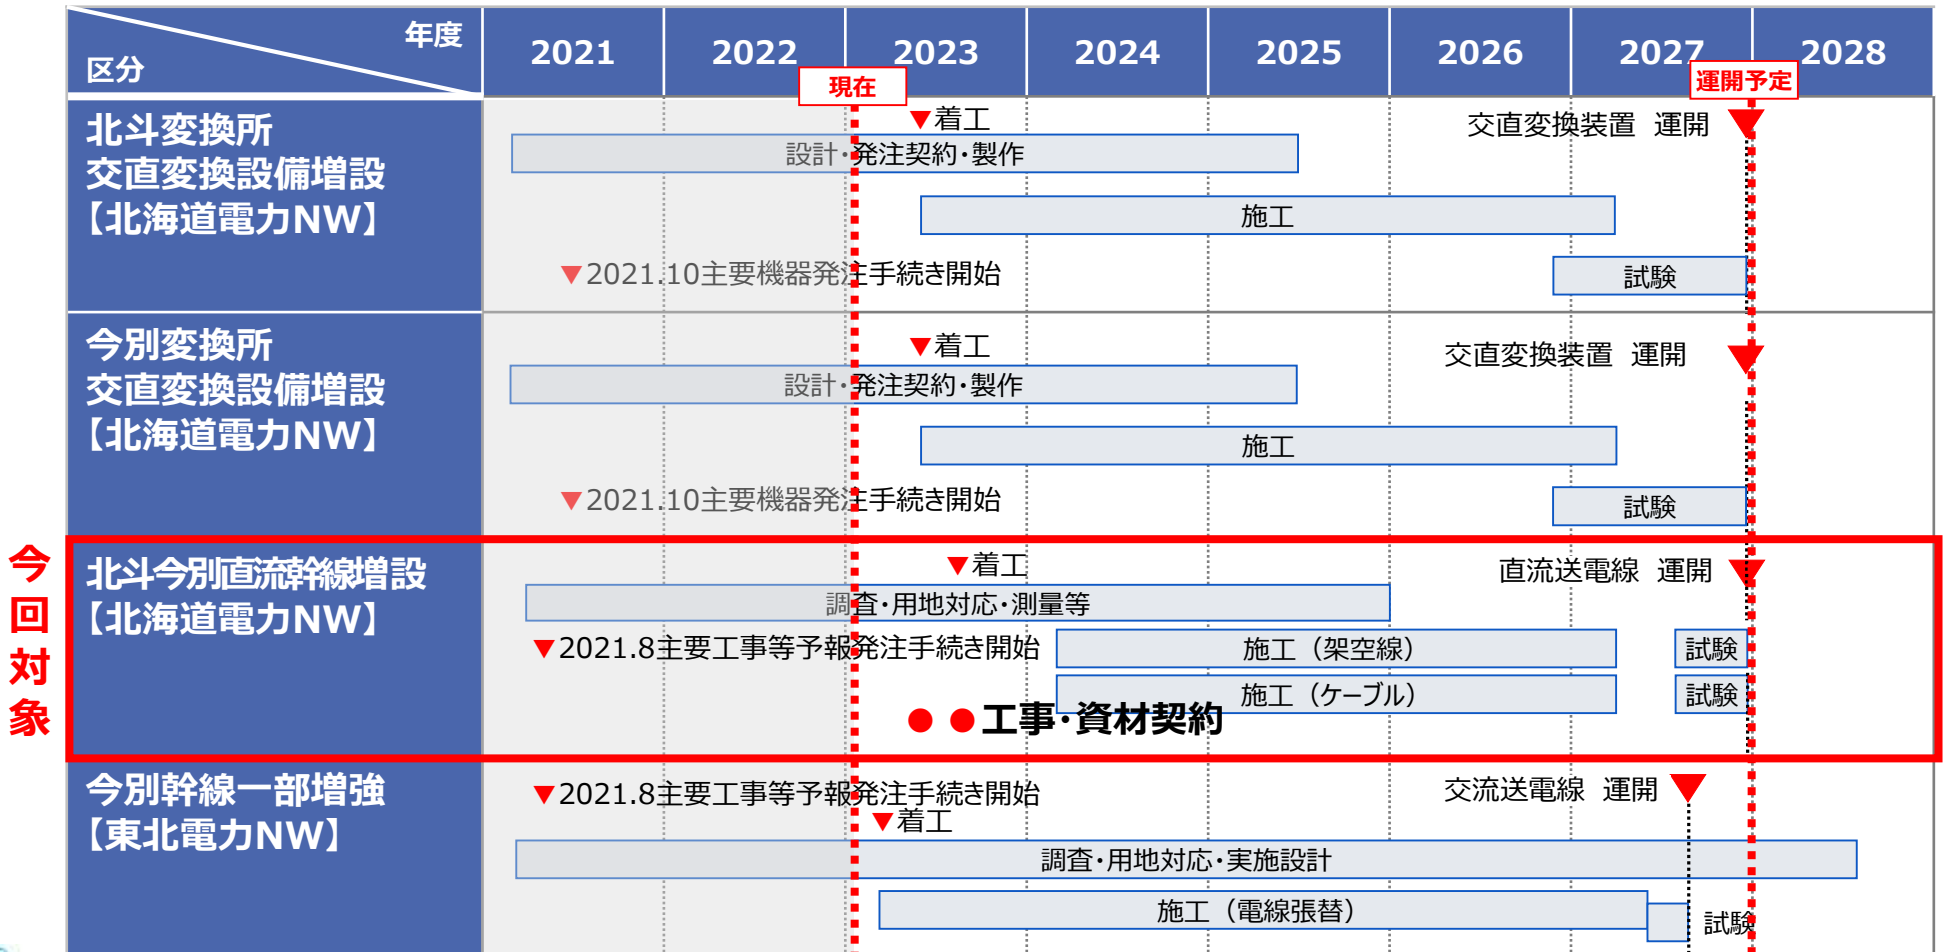 年度
区分
2021 2022 2023 2024 2025 2026 2027 2028
現在
運開予定
北斗変換所
交直変換設備増設
【北海道電力NW】
▼着工
交直変換装置 運開▼
設計・発注契約・製作
施工
▼2021.10主要機器発注手続き開始
試験
今別変換所
交直変換設備増設
【北海道電力NW】
▼着工
交直変換装置 運開▼
設計・発注契約・製作
施工
▼2021.10主要機器発注手続き開始
試験
今回対象
北斗今別直流幹線増設
【北海道電力NW】
▼着工
直流送電線 運開▼
調査・用地対応・測量等
▼2021.8主要工事等予報発注手続き開始
施工（架空線）
試験
施工（ケーブル）
試験
●●工事・資材契約
今別幹線一部増強
【東北電力NW】
▼2021.8主要工事等予報発注手続き開始
交流送電線 運開▼
▼着工
調査・用地対応・実施設計
施工（電線張替）
試験